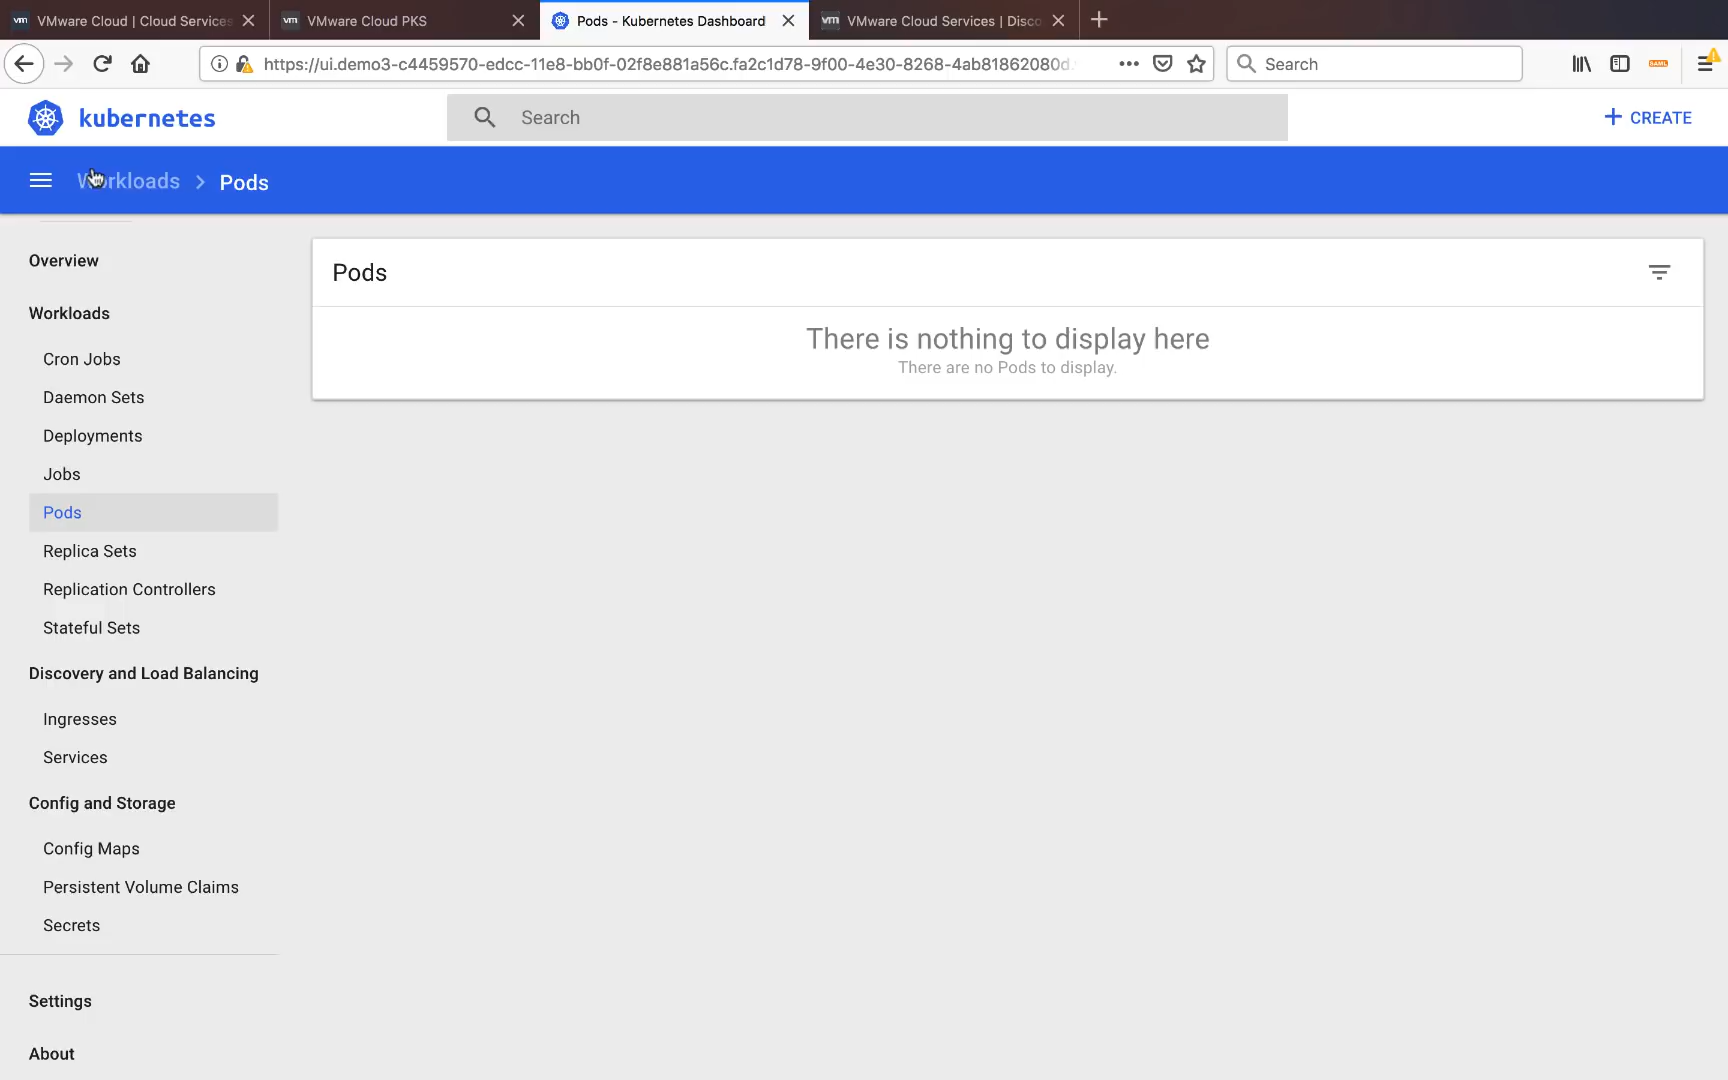 VMware Cloud | Cloud Services
VMware Cloud PKS
Pods - Kubernetes Dashboard
VMware Cloud Services | Disco
https://ui.demo3-c4459570-edcc-11e8-bb0f-02f8e881a56c.fa2c1d78-9f00-4e30-8268-4ab81862080d.
Search
SAML
kubernetes
Search
CREATE
Workloads > Pods
Overview
Workloads
Cron Jobs
Daemon Sets
Deployments
Jobs
Pods
Replica Sets
Replication Controllers
Stateful Sets
Discovery and Load Balancing
Ingresses
Services
Config and Storage
Config Maps
Persistent Volume Claims
Secrets
Settings
About
Pods
There is nothing to display here
There are no Pods to display.